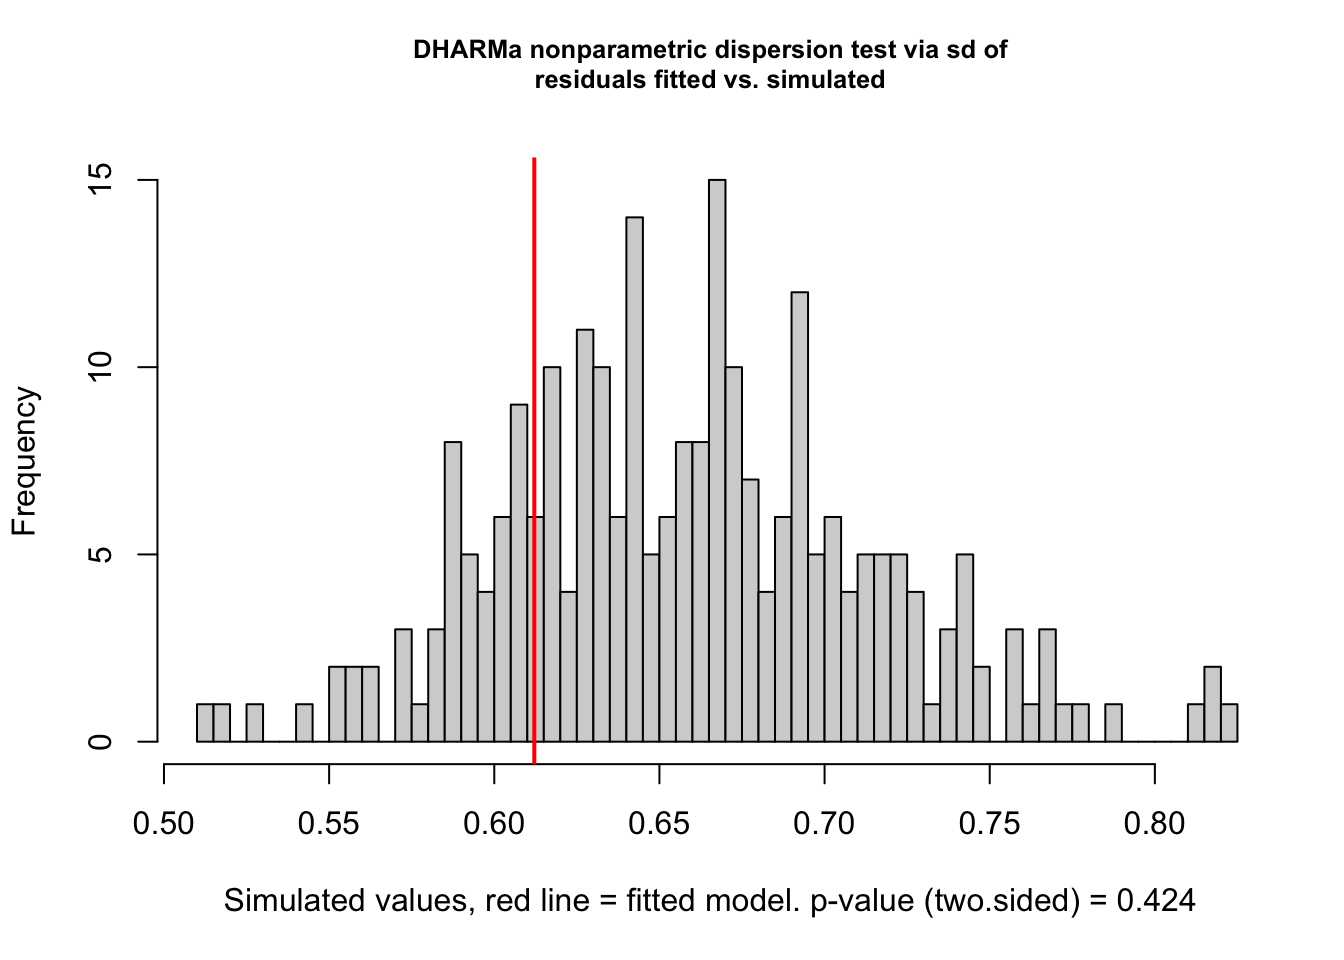 DHARMa nonparametric dispersion test via sd of
residuals fitted vs. simulated
15
10
5
0
Frequency
0.50 0.55 0.60 0.65 0.70 0.75 0.80
Simulated values, red line = fitted model. p-value (two.sided) = 0.424